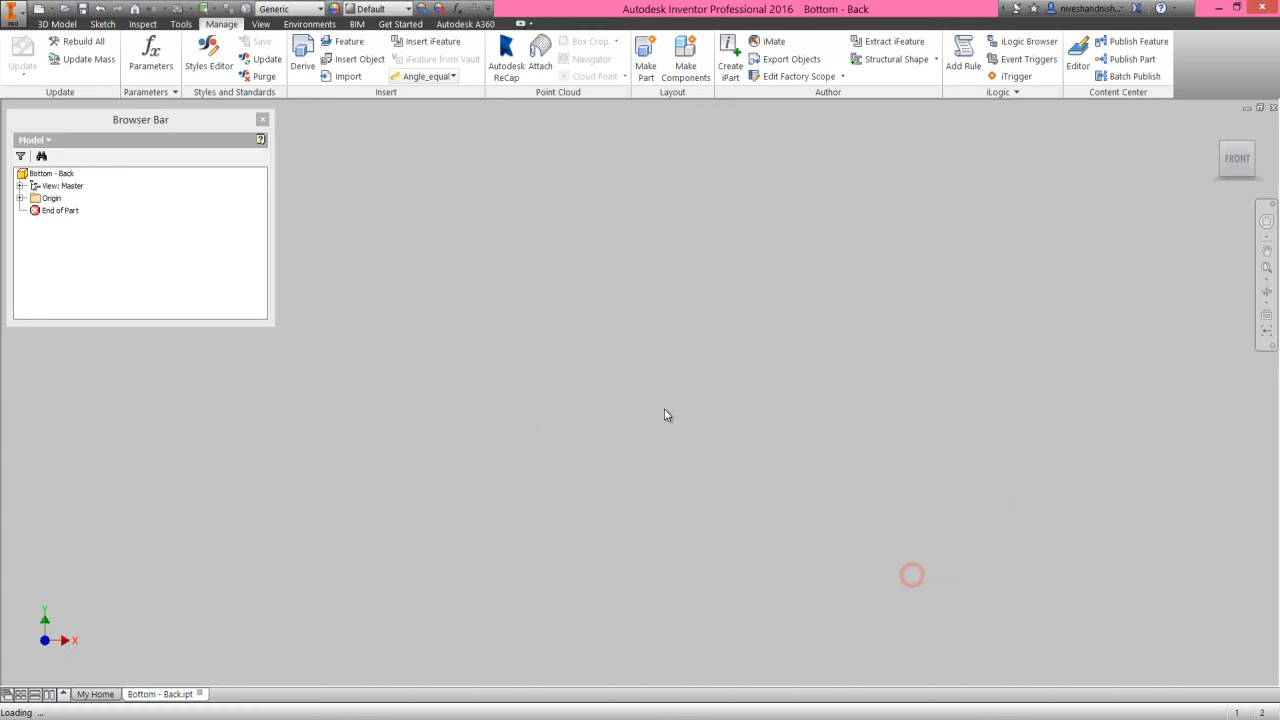 PRO
Generic
Default
Autodesk Inventor Professional 2016 Bottom - Back
niveshandnish...
3D Model Sketch Inspect Tools Manage View Environments BIM Get Started Autodesk A360
Update
Rebuild All
Update Mass
Update
Parameters
Parameters
Styles Editor
Save
Update
Purge
Styles and Standards
Derive
Feature
Insert Object
Import
Insert iFeature
iFeature from Vault
Angle_equal
Insert
Autodesk ReCap
Attach
Box Crop
Navigator
Cloud Point
Point Cloud
Make Part
Make Components
Layout
Create iPart
iMate
Export Objects
Edit Factory Scope
Extract iFeature
Structural Shape
Author
Add Rule
iLogic Browser
Event Triggers
iTrigger
iLogic
Editor
Publish Feature
Publish Part
Batch Publish
Content Center
Browser Bar
Model
Bottom - Back
View: Master
Origin
End of Part
FRONT
Y
X
My Home
Bottom - Back.ipt
Loading ...
1 2